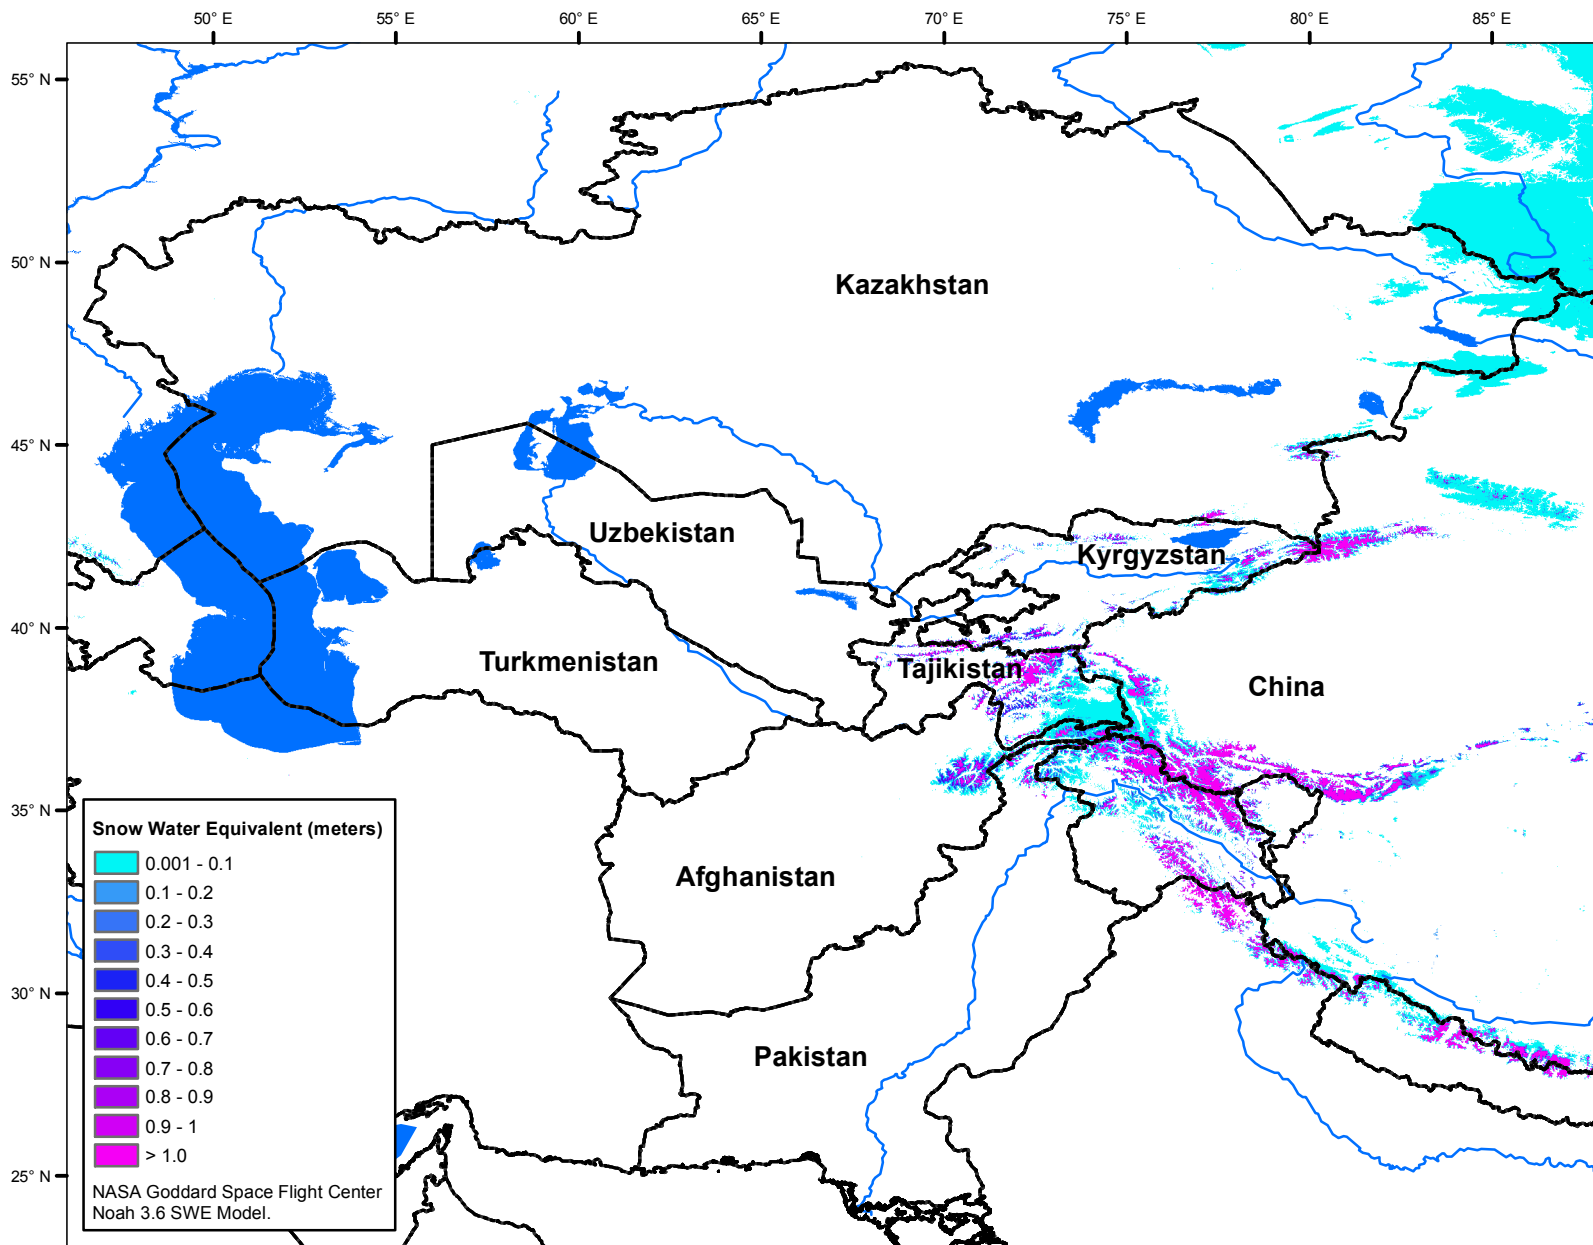 50° E
55° E
60° E
65° E
70° E
75° E
80° E
85° E
55° N
50° N
45° N
40° N
35° N
30° N
25° N
Kazakhstan
Uzbekistan
Kyrgyzstan
Turkmenistan
Tajikistan
China
Afghanistan
Pakistan
Snow Water Equivalent (meters)
0.001 - 0.1
0.1 - 0.2
0.2 - 0.3
0.3 - 0.4
0.4 - 0.5
0.5 - 0.6
0.6 - 0.7
0.7 - 0.8
0.8 - 0.9
0.9 - 1
> 1.0
NASA Goddard Space Flight Center
Noah 3.6 SWE Model.